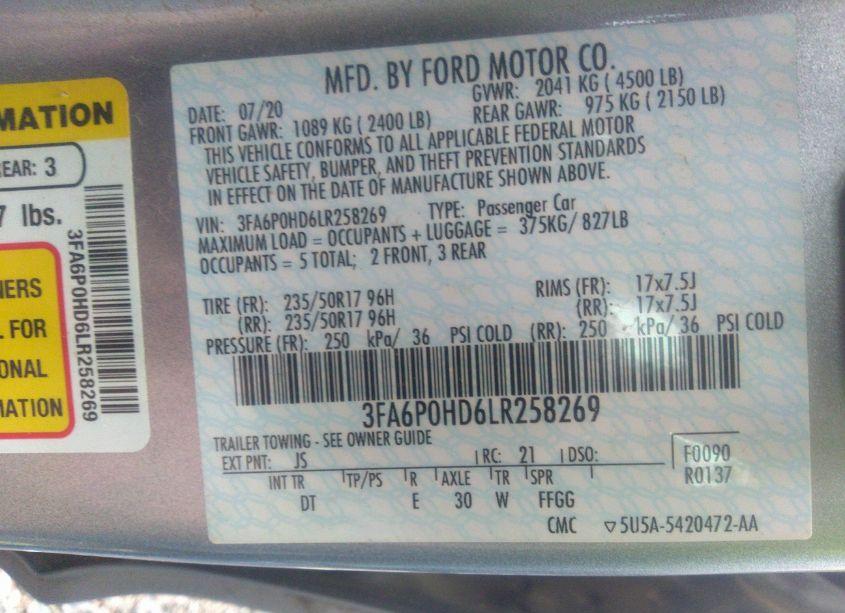 MATION
EAR: 3
7 lbs.
NERS
L FOR
ONAL
MATION
3FA6P0HD6LR258269
MFD. BY FORD MOTOR CO.
DATE: 07/20 GVWR: 2041 KG ( 4500 LB)
FRONT GAWR: 1089 KG ( 2400 LB) REAR GAWR: 975 KG ( 2150 LB)
THIS VEHICLE CONFORMS TO ALL APPLICABLE FEDERAL MOTOR
VEHICLE SAFETY, BUMPER, AND THEFT PREVENTION STANDARDS
IN EFFECT ON THE DATE OF MANUFACTURE SHOWN ABOVE.
VIN: 3FA6P0HD6LR258269 TYPE: Passenger Car
MAXIMUM LOAD = OCCUPANTS + LUGGAGE = 375KG/ 827LB
OCCUPANTS = 5 TOTAL; 2 FRONT, 3 REAR
TIRE (FR): 235/50R17 96H RIMS (FR): 17x7.5J
(RR): 235/50R17 96H (RR): 17x7.5J
PRESSURE (FR): 250 kPa/ 36 PSI COLD (RR): 250 kPa/ 36 PSI COLD
3FA6P0HD6LR258269
TRAILER TOWING - SEE OWNER GUIDE
EXT PNT: JS RC: 21 DSO: F0090
INT TR TP/PS R AXLE TR SPR R0137
DT E 30 W FFGG
CMC ▽5U5A-5420472-AA